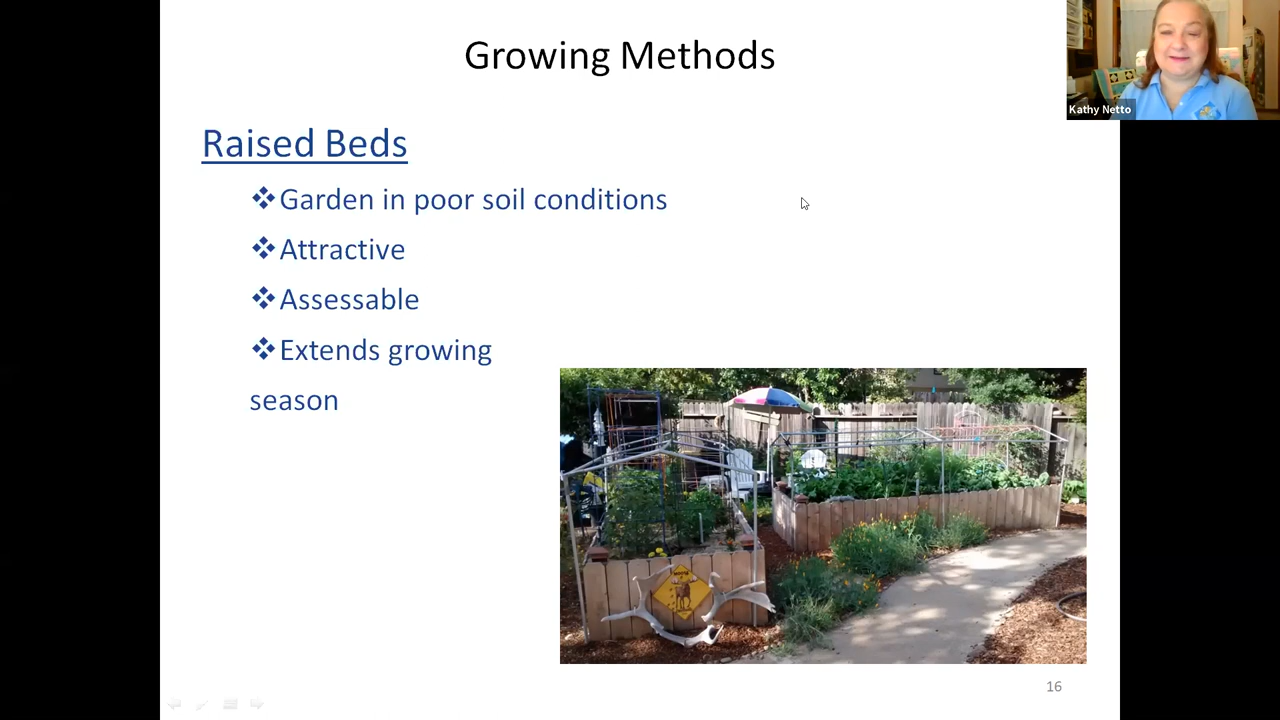 Growing Methods
Kathy Netto
Raised Beds
❖Garden in poor soil conditions
❖Attractive
❖Assessable
❖Extends growing
season
16